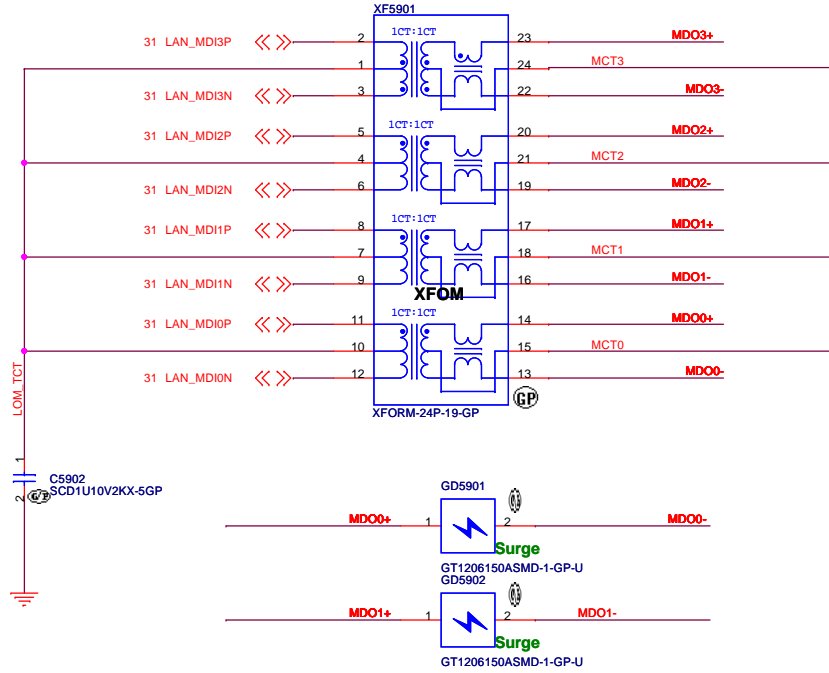 XF5901
1CT:1CT
31 LAN_MDI3P 2 23 MDO3+
1 24 MCT3
31 LAN_MDI3N 3 22 MDO3-
1CT:1CT
31 LAN_MDI2P 5 20 MDO2+
4 21 MCT2
31 LAN_MDI2N 6 19 MDO2-
1CT:1CT
31 LAN_MDI1P 8 17 MDO1+
7 18 MCT1
31 LAN_MDI1N 9 16 MDO1-
XFOM
1CT:1CT
31 LAN_MDI0P 11 14 MDO0+
10 15 MCT0
31 LAN_MDI0N 12 13 MDO0-
LOM_TCT
XFORM-24P-19-GP
GP
1
C5902
SCD1U10V2KX-5GP
2
GD5901
MDO0+ 1 2 MDO0-
Surge
GT1206150ASMD-1-GP-U
GD5902
MDO1+ 1 2 MDO1-
Surge
GT1206150ASMD-1-GP-U